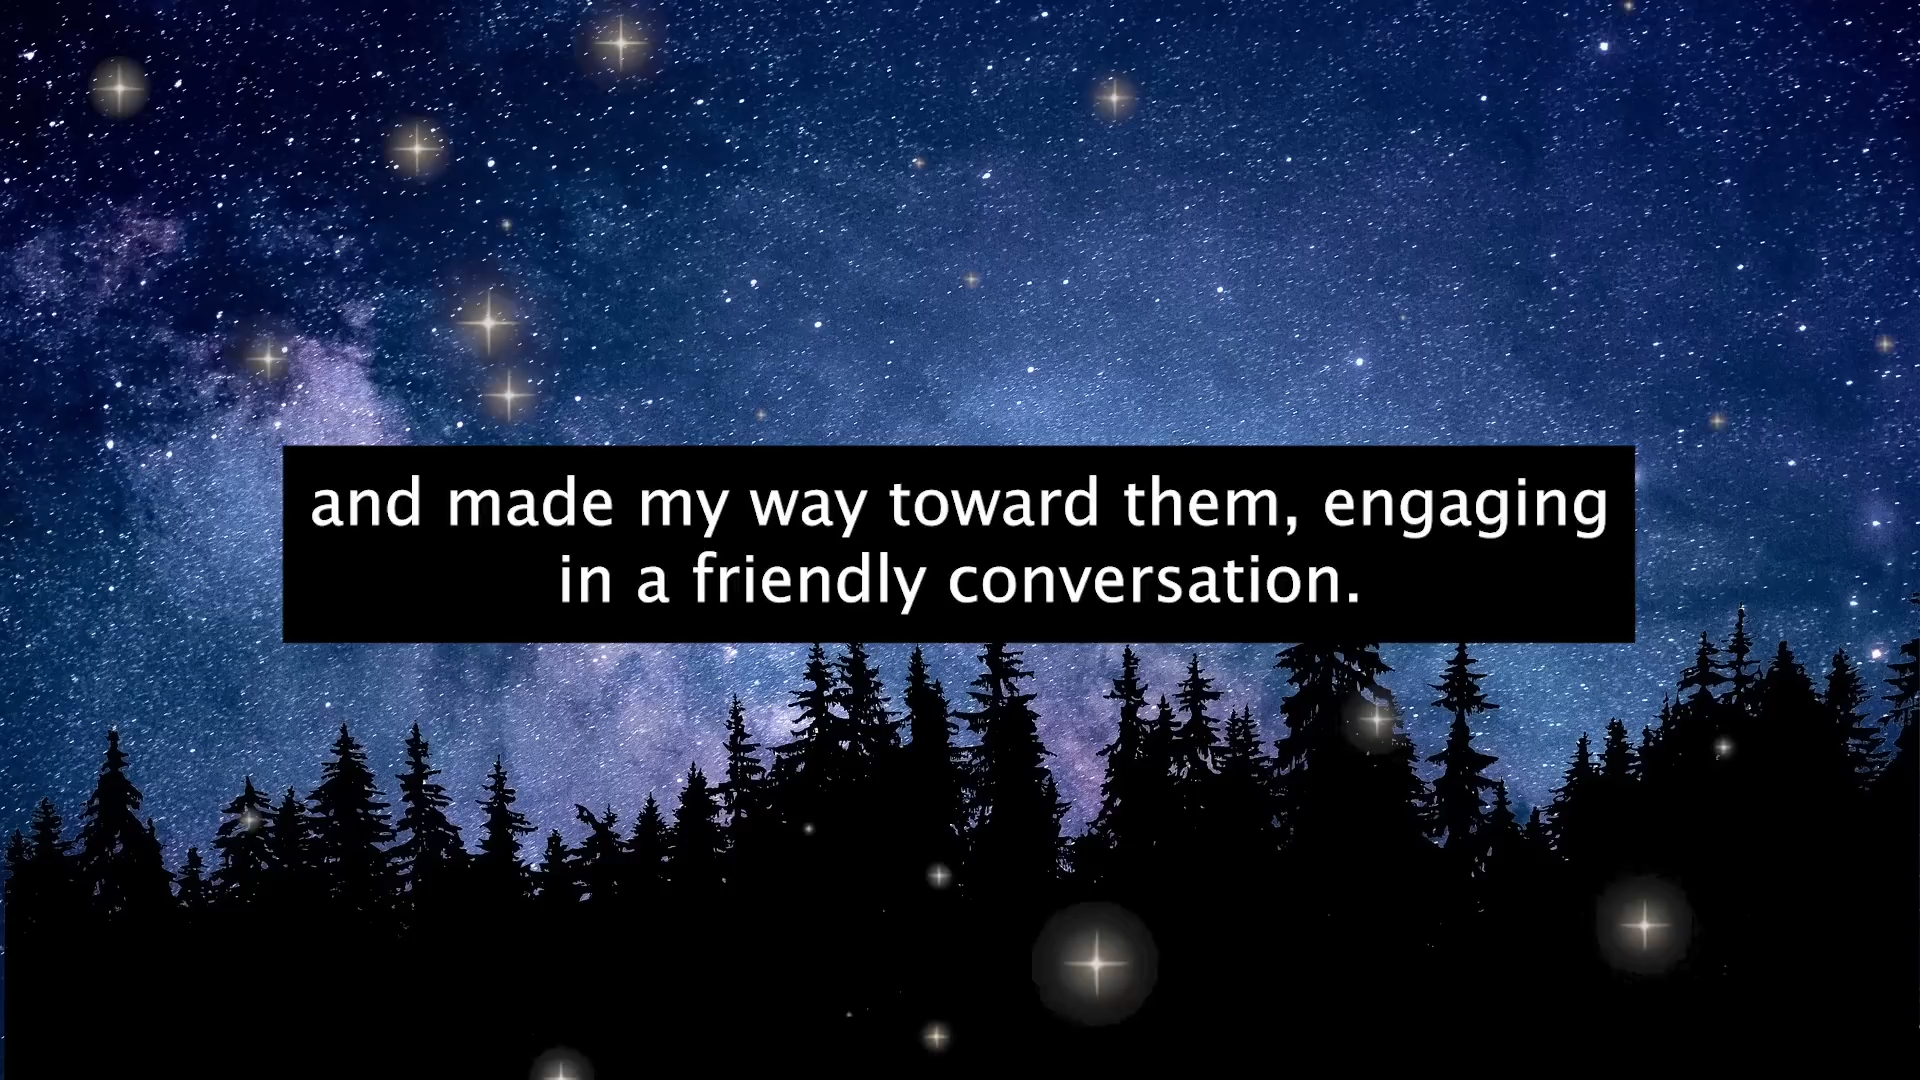 and made my way toward them, engaging
in a friendly conversation.